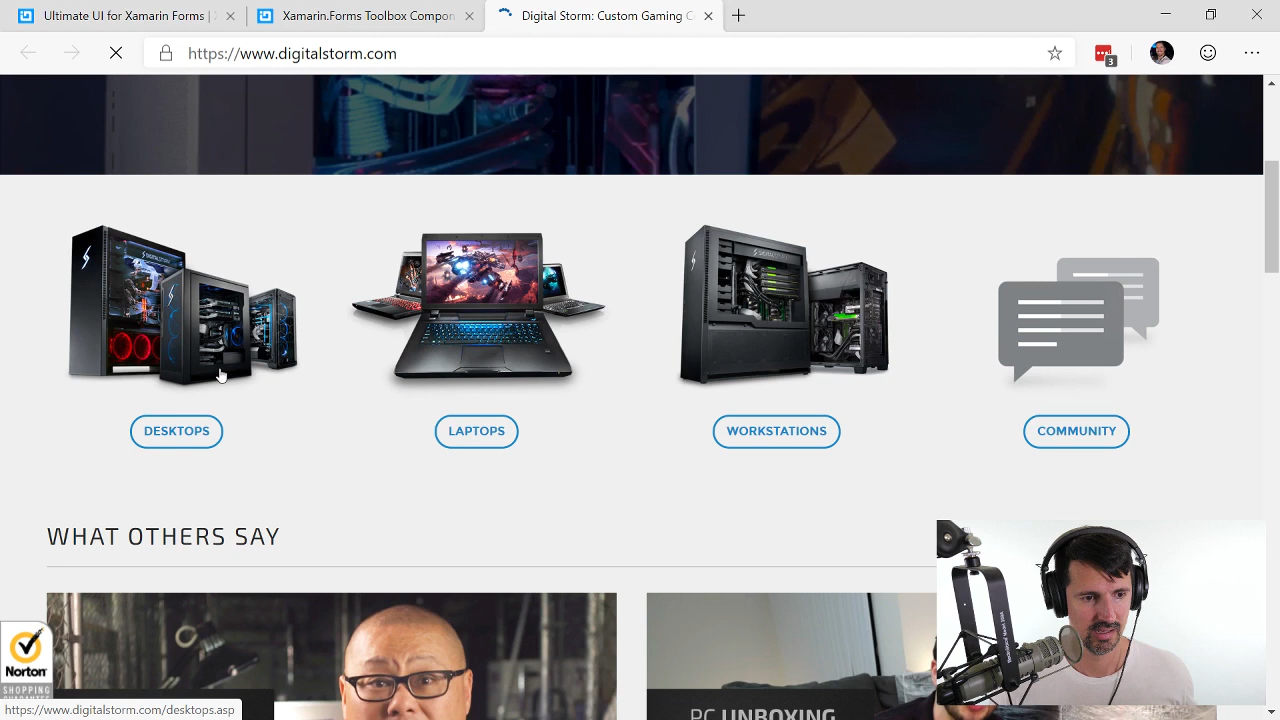 Ultimate UI for Xamarin Forms |
Xamarin.Forms Toolbox Compon
Digital Storm: Custom Gaming C
https://www.digitalstorm.com
3
DESKTOPS
LAPTOPS
WORKSTATIONS
COMMUNITY
WHAT OTHERS SAY
Norton
SHOPPING
PC UNBOXING
https://www.digitalstorm.com/desktops.asp